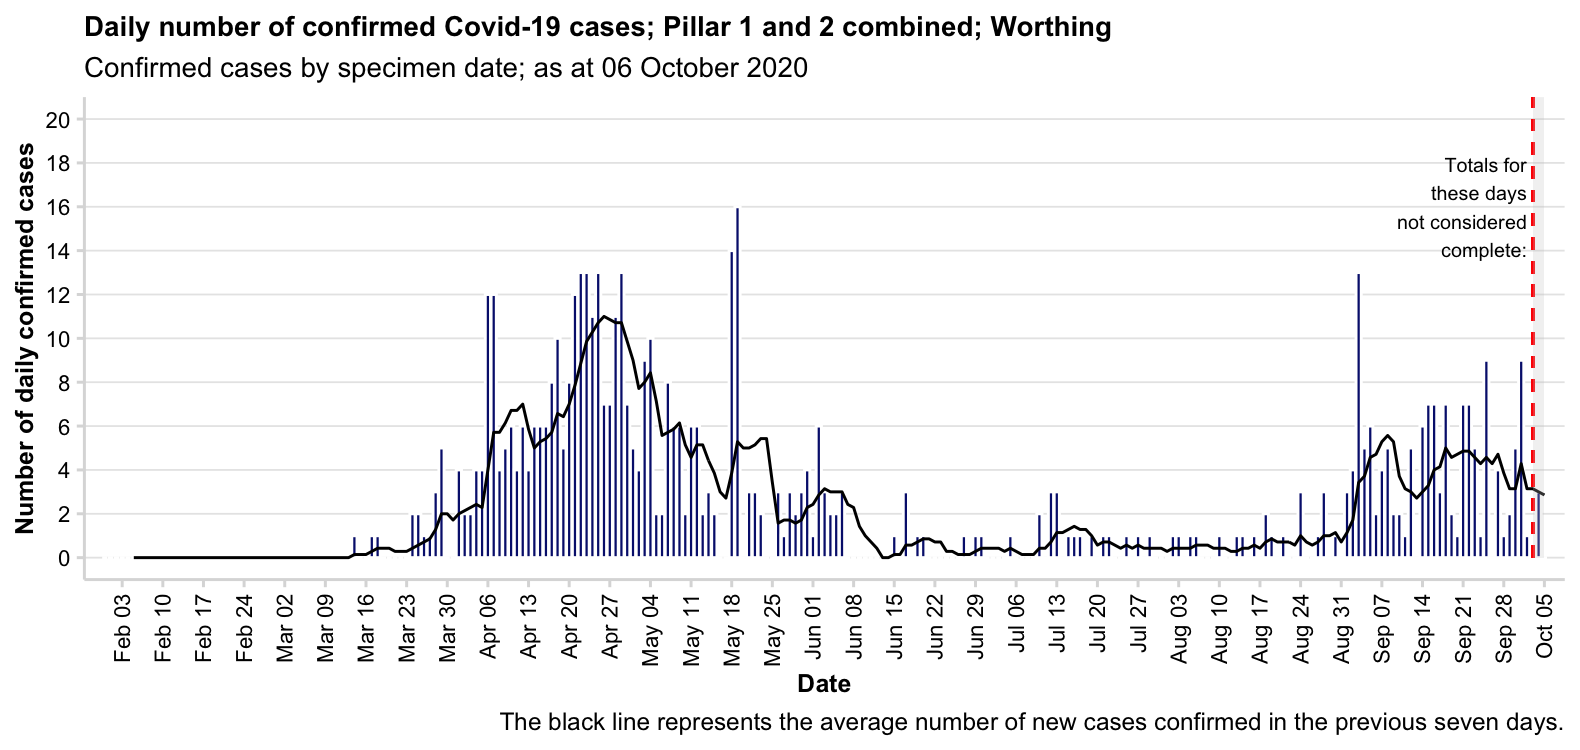 Daily number of confirmed Covid-19 cases; Pillar 1 and 2 combined; Worthing
Confirmed cases by specimen date; as at 06 October 2020
Number of daily confirmed cases
20
18
16
14
12
10
8
6
4
2
0
Totals for
these days
not considered
complete:
Feb 03
Feb 10
Feb 17
Feb 24
Mar 02
Mar 09
Mar 16
Mar 23
Mar 30
Apr 06
Apr 13
Apr 20
Apr 27
May 04
May 11
May 18
May 25
Jun 01
Jun 08
Jun 15
Jun 22
Jun 29
Jul 06
Jul 13
Jul 20
Jul 27
Aug 03
Aug 10
Aug 17
Aug 24
Aug 31
Sep 07
Sep 14
Sep 21
Sep 28
Oct 05
Date
The black line represents the average number of new cases confirmed in the previous seven days.